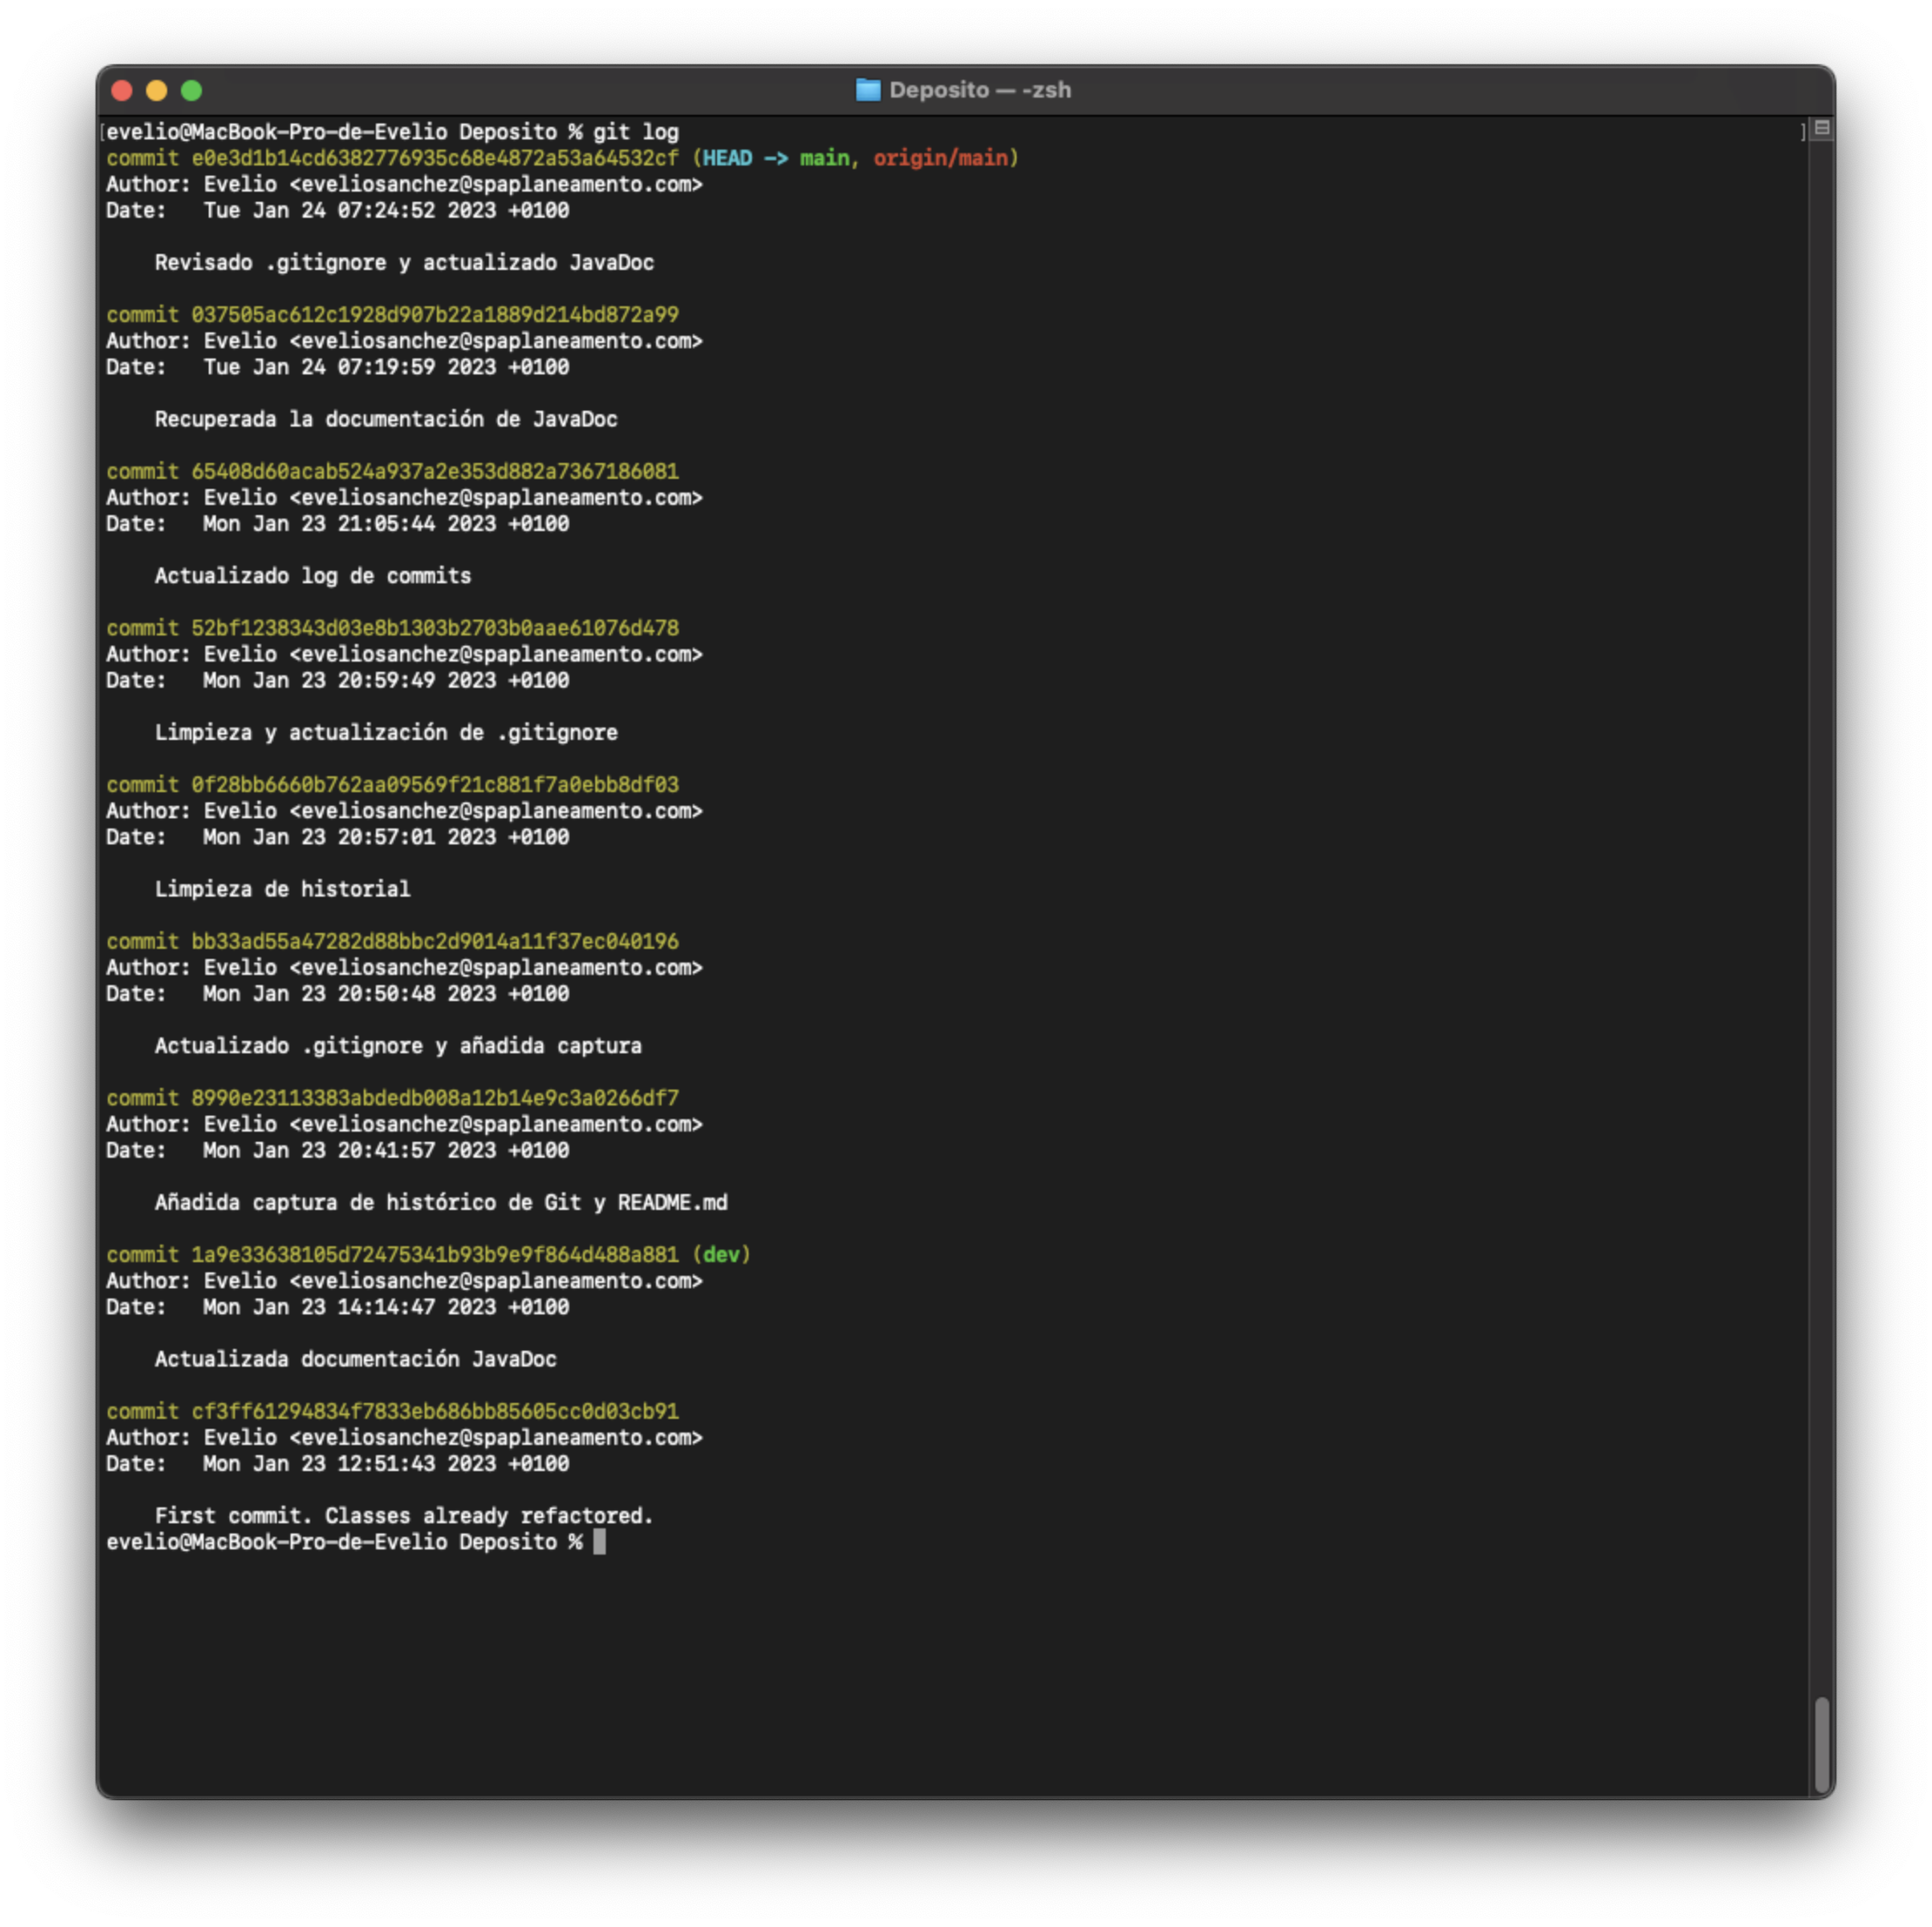 Deposito — -zsh
[evelio@MacBook-Pro-de-Evelio Deposito % git log ]
commit e0e3d1b14cd6382776935c68e4872a53a64532cf (HEAD -> main, origin/main)
Author: Evelio <eveliosanchez@spaplaneamento.com>
Date:   Tue Jan 24 07:24:52 2023 +0100
Revisado .gitignore y actualizado JavaDoc
commit 037505ac612c1928d907b22a1889d214bd872a99
Author: Evelio <eveliosanchez@spaplaneamento.com>
Date:   Tue Jan 24 07:19:59 2023 +0100
Recuperada la documentación de JavaDoc
commit 65408d60acab524a937a2e353d882a7367186081
Author: Evelio <eveliosanchez@spaplaneamento.com>
Date:   Mon Jan 23 21:05:44 2023 +0100
Actualizado log de commits
commit 52bf1238343d03e8b1303b2703b0aae61076d478
Author: Evelio <eveliosanchez@spaplaneamento.com>
Date:   Mon Jan 23 20:59:49 2023 +0100
Limpieza y actualización de .gitignore
commit 0f28bb6660b762aa09569f21c881f7a0ebb8df03
Author: Evelio <eveliosanchez@spaplaneamento.com>
Date:   Mon Jan 23 20:57:01 2023 +0100
Limpieza de historial
commit bb33ad55a47282d88bbc2d9014a11f37ec040196
Author: Evelio <eveliosanchez@spaplaneamento.com>
Date:   Mon Jan 23 20:50:48 2023 +0100
Actualizado .gitignore y añadida captura
commit 8990e23113383abdedb008a12b14e9c3a0266df7
Author: Evelio <eveliosanchez@spaplaneamento.com>
Date:   Mon Jan 23 20:41:57 2023 +0100
Añadida captura de histórico de Git y README.md
commit 1a9e33638105d72475341b93b9e9f864d488a881 (dev)
Author: Evelio <eveliosanchez@spaplaneamento.com>
Date:   Mon Jan 23 14:14:47 2023 +0100
Actualizada documentación JavaDoc
commit cf3ff61294834f7833eb686bb85605cc0d03cb91
Author: Evelio <eveliosanchez@spaplaneamento.com>
Date:   Mon Jan 23 12:51:43 2023 +0100
First commit. Classes already refactored.
evelio@MacBook-Pro-de-Evelio Deposito %